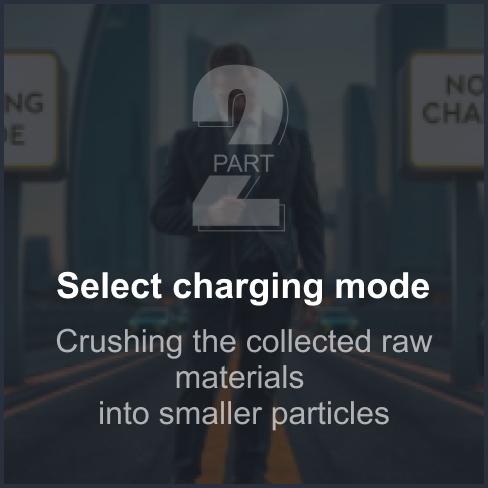 NG
DE
NO
CHA
2
PART
Select charging mode
Crushing the collected raw
materials
into smaller particles